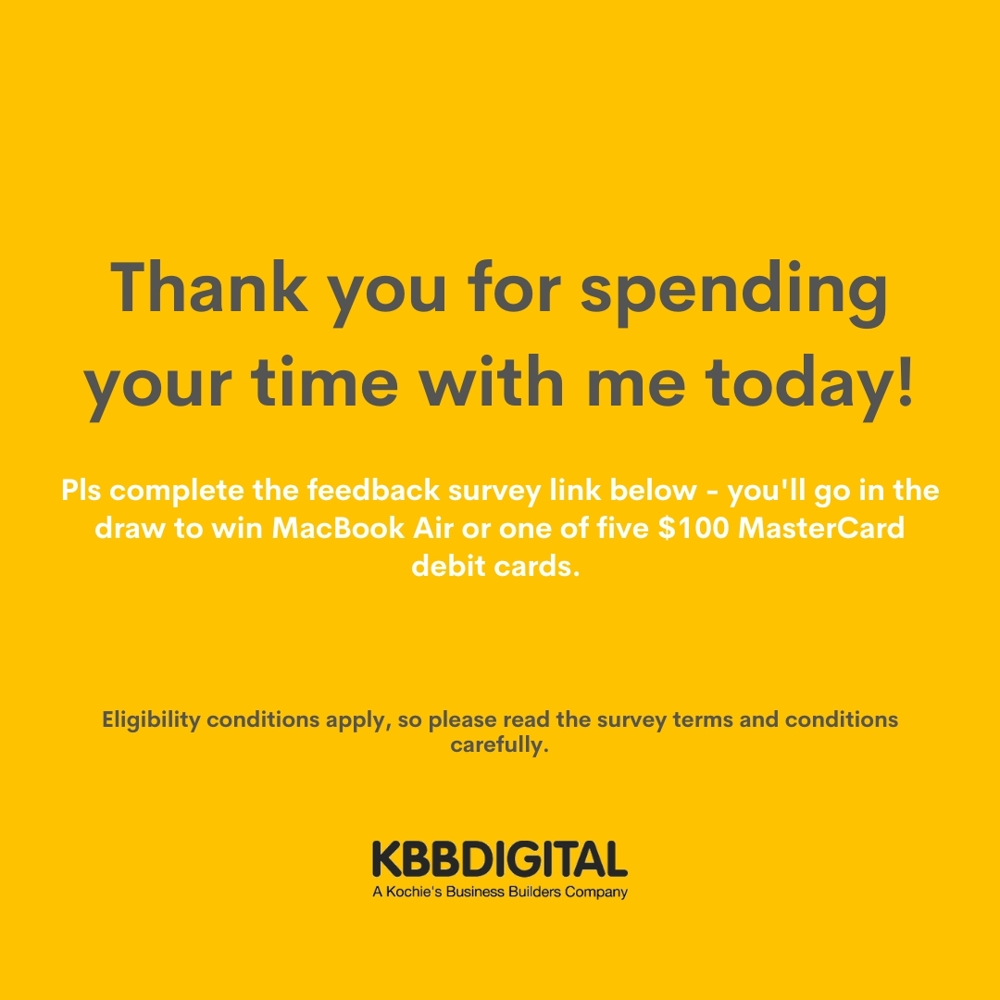 Thank you for spending
your time with me today!
Pls complete the feedback survey link below - you'll go in the
draw to win MacBook Air or one of five $100 MasterCard
debit cards.
Eligibility conditions apply, so please read the survey terms and conditions
carefully.
KBBDIGITAL
A Kochie's Business Builders Company